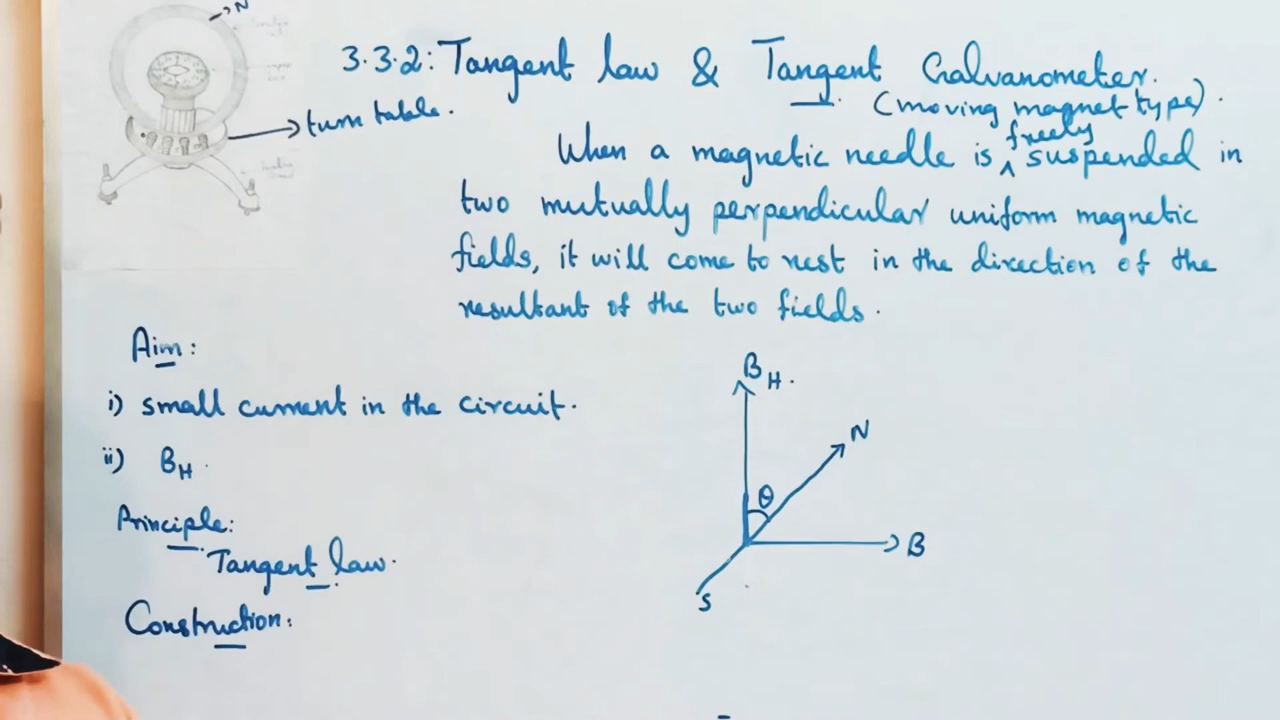 N
3.3.2: Tangent law & Tangent Galvanometer.
(moving magnet type).
turn table.
When a magnetic needle is ^ freely suspended in
two mutually perpendicular uniform magnetic
fields, it will come to rest in the direction of the
resultant of the two fields.
Aim:
i) small current in the circuit.
ii) BH.
Principle:
Tangent law.
Construction:
BH.
N
θ
B
S